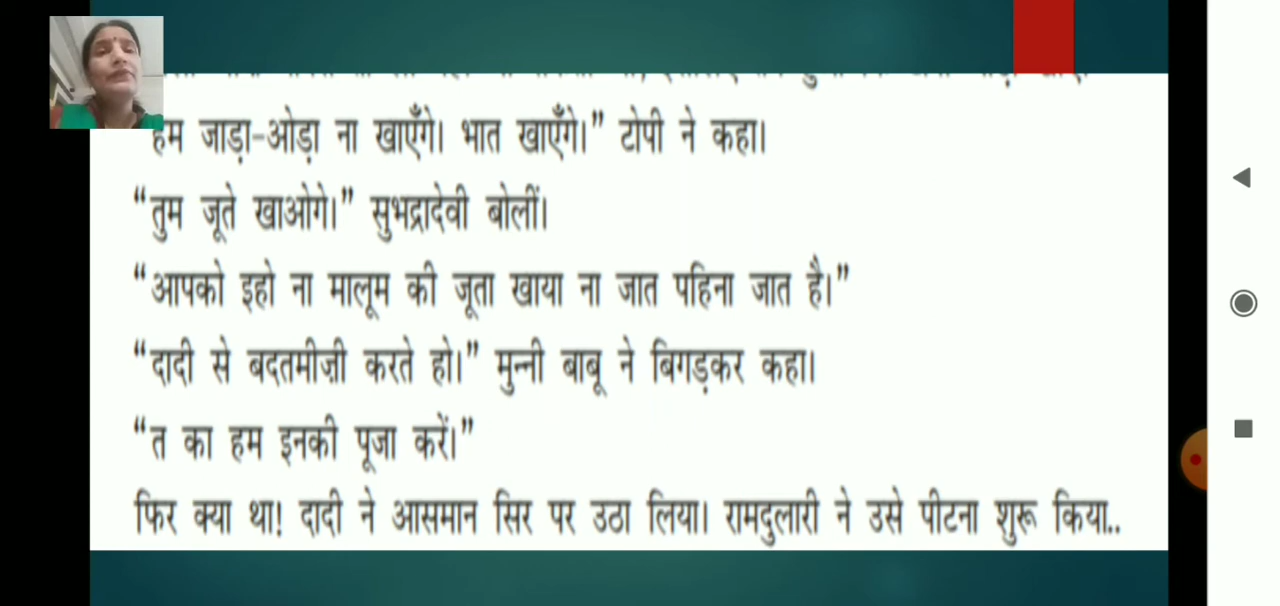 हम जाड़ा-ओड़ा ना खाएँगे। भात खाएँगे।” टोपी ने कहा।
“तुम जूते खाओगे।” सुभद्रादेवी बोलीं।
“आपको इहो ना मालूम की जूता खाया ना जात पहिना जात है।”
“दादी से बदतमीज़ी करते हो।” मुन्नी बाबू ने बिगड़कर कहा।
“त का हम इनकी पूजा करें।”
फिर क्या था! दादी ने आसमान सिर पर उठा लिया। रामदुलारी ने उसे पीटना शुरू किया..